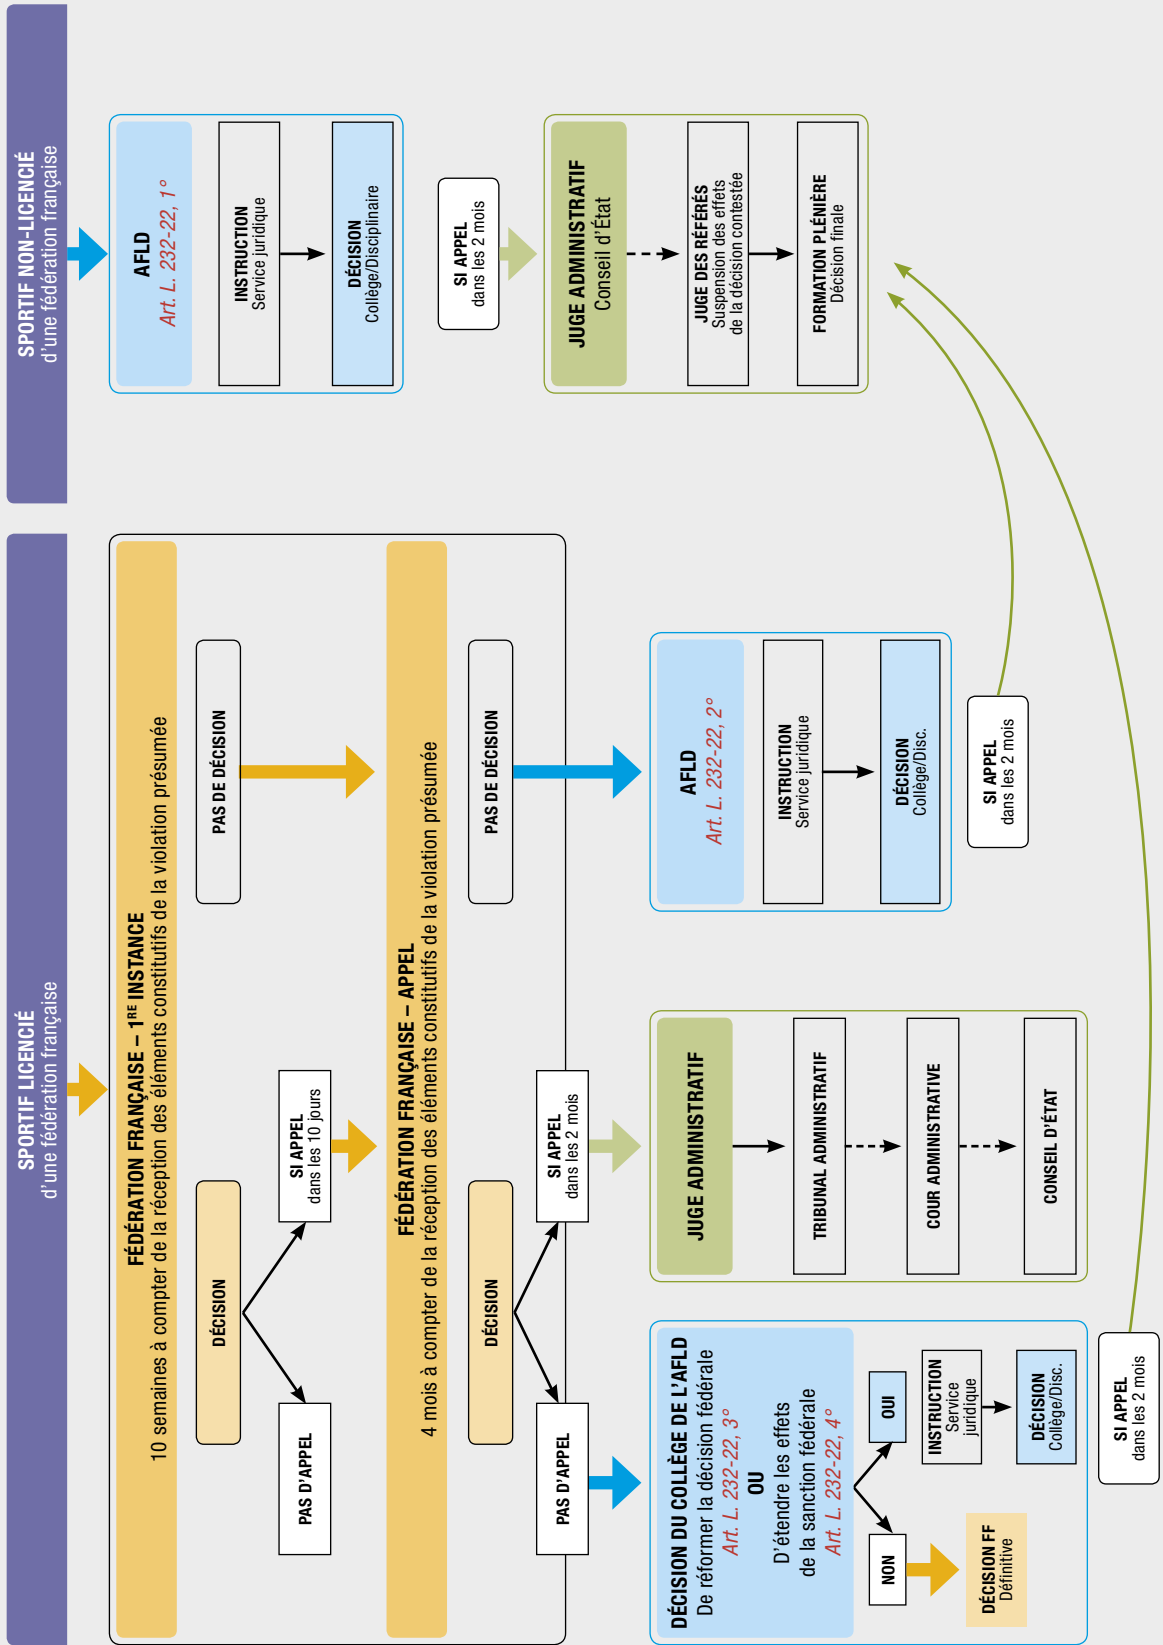 SPORTIF LICENCIÉ
d'une fédération française
FÉDÉRATION FRANÇAISE – 1RE INSTANCE
10 semaines à compter de la réception des éléments constitutifs de la violation présumée
DÉCISION
PAS DE DÉCISION
PAS D'APPEL
SI APPEL
dans les 10 jours
FÉDÉRATION FRANÇAISE – APPEL
4 mois à compter de la réception des éléments constitutifs de la violation présumée
DÉCISION
PAS DE DÉCISION
PAS D'APPEL
SI APPEL
dans les 2 mois
DÉCISION DU COLLÈGE DE L'AFLD
De réformer la décision fédérale
Art. L. 232-22, 3°
OU
D'étendre les effets
de la sanction fédérale
Art. L. 232-22, 4°
NON
OUI
DÉCISION FF
Définitive
INSTRUCTION
Service
juridique
DÉCISION
Collège/Disc.
SI APPEL
dans les 2 mois
JUGE ADMINISTRATIF
TRIBUNAL ADMINISTRATIF
COUR ADMINISTRATIVE
CONSEIL D'ÉTAT
AFLD
Art. L. 232-22, 2°
INSTRUCTION
Service juridique
DÉCISION
Collège/Disc.
SI APPEL
dans les 2 mois
SPORTIF NON-LICENCIÉ
d'une fédération française
AFLD
Art. L. 232-22, 1°
INSTRUCTION
Service juridique
DÉCISION
Collège/Disciplinaire
SI APPEL
dans les 2 mois
JUGE ADMINISTRATIF
Conseil d'État
JUGE DES RÉFÉRÉS
Suspension des effets
de la décision contestée
FORMATION PLÉNIÈRE
Décision finale